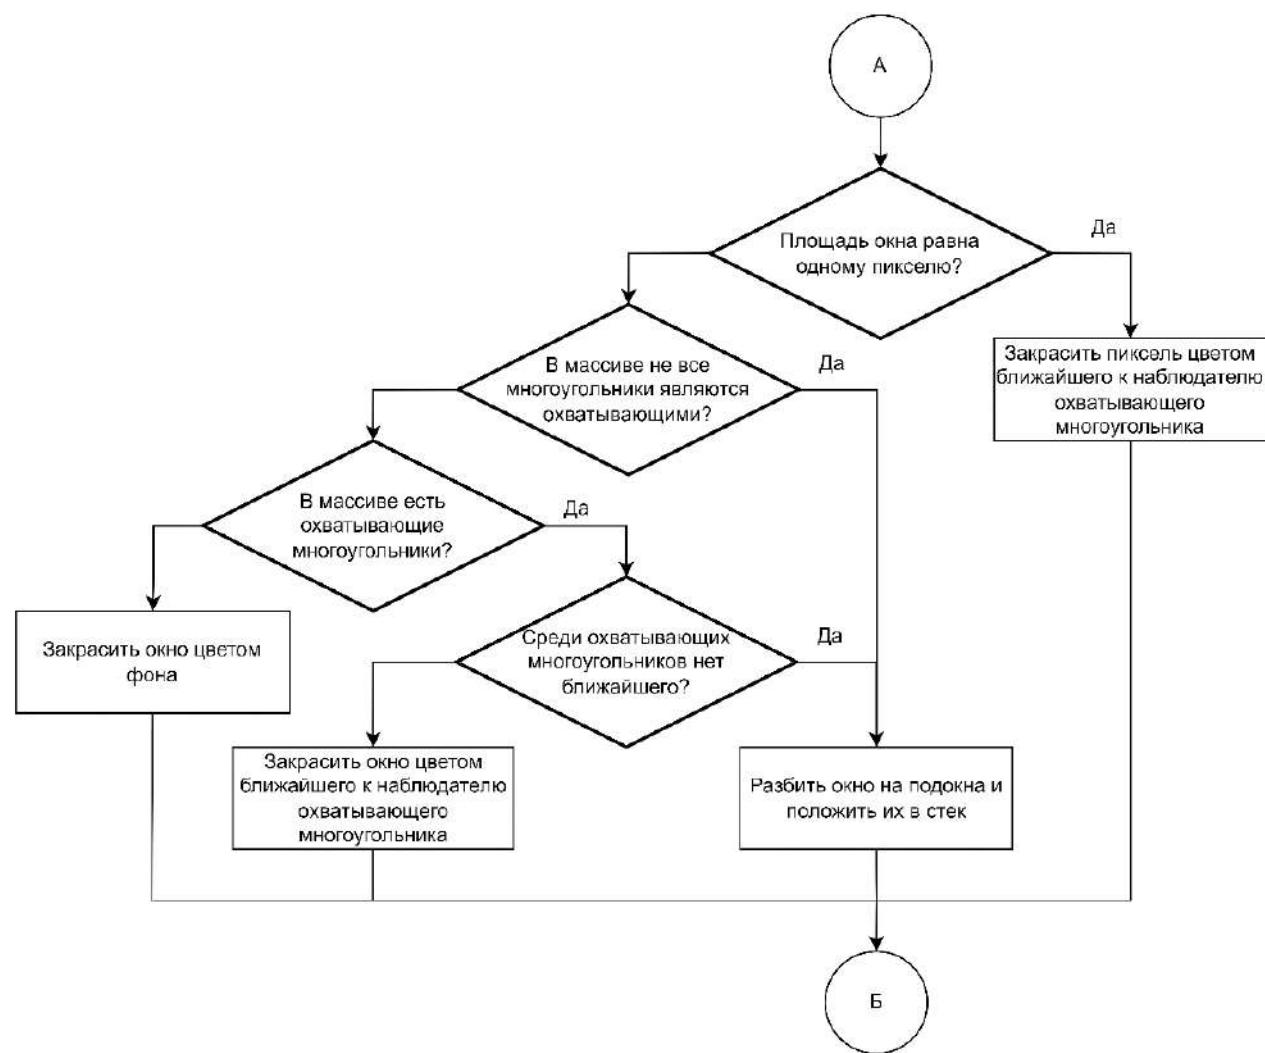 А
Площадь окна равна
одному пикселю?
Да
В массиве не все
многоугольники являются
охватывающими?
Да
Закрасить пиксель цветом
ближайшего к наблюдателю
охватывающего
многоугольника
В массиве есть
охватывающие
многоугольники?
Да
Закрасить окно цветом
фона
Среди охватывающих
многоугольников нет
ближайшего?
Да
Закрасить окно цветом
ближайшего к наблюдателю
охватывающего
многоугольника
Разбить окно на подокна и
положить их в стек
Б